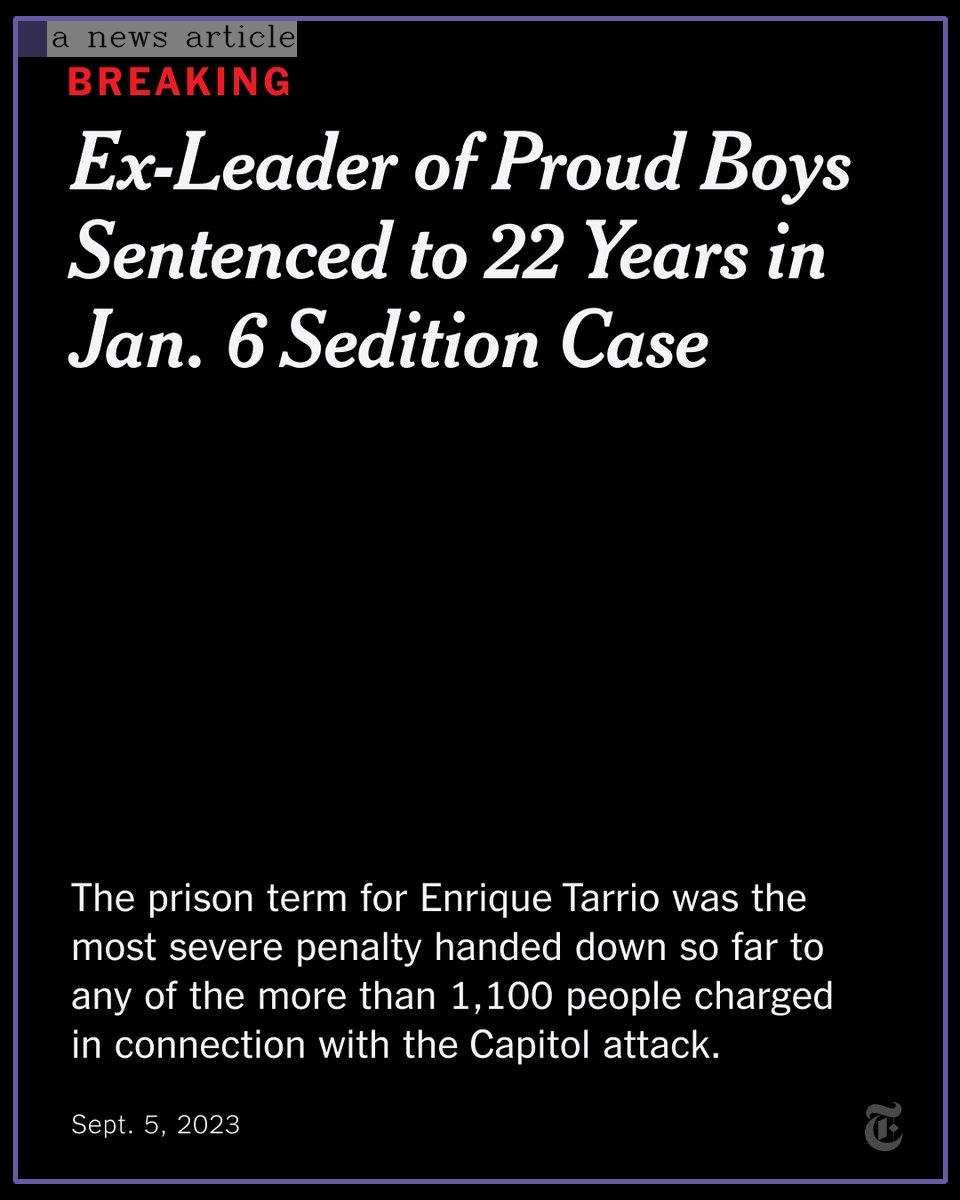 a news article
BREAKING
Ex-Leader of Proud Boys
Sentenced to 22 Years in
Jan. 6 Sedition Case
The prison term for Enrique Tarrio was the
most severe penalty handed down so far to
any of the more than 1,100 people charged
in connection with the Capitol attack.
Sept. 5, 2023
T